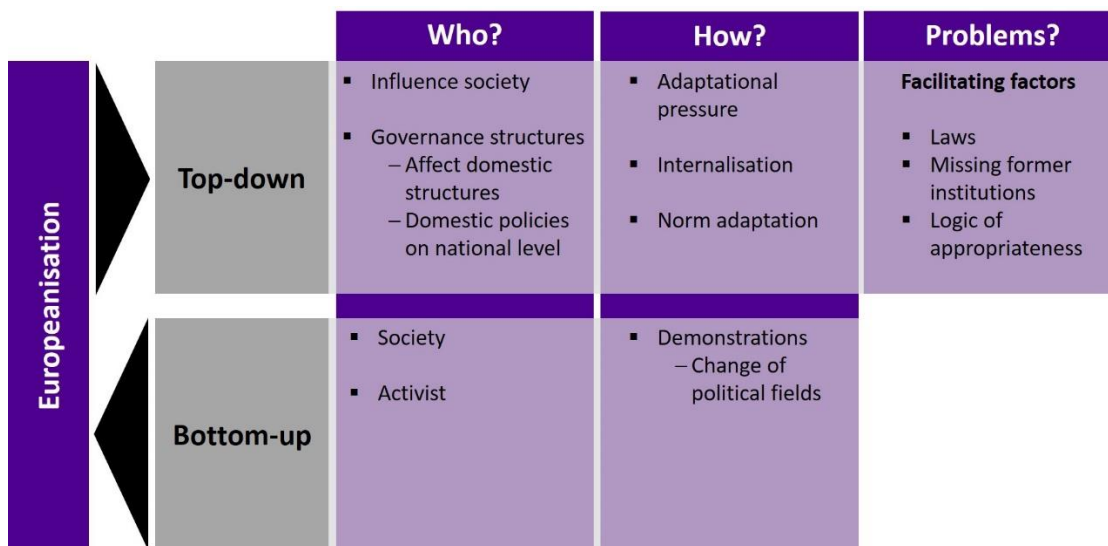 Who?
How?
Problems?
Europeanisation
Top-down
▪ Influence society
▪ Governance structures
– Affect domestic
structures
– Domestic policies
on national level
▪ Adaptational
pressure
▪ Internalisation
▪ Norm adaptation
Facilitating factors
▪ Laws
▪ Missing former
institutions
▪ Logic of
appropriateness
Bottom-up
▪ Society
▪ Activist
▪ Demonstrations
– Change of
political fields